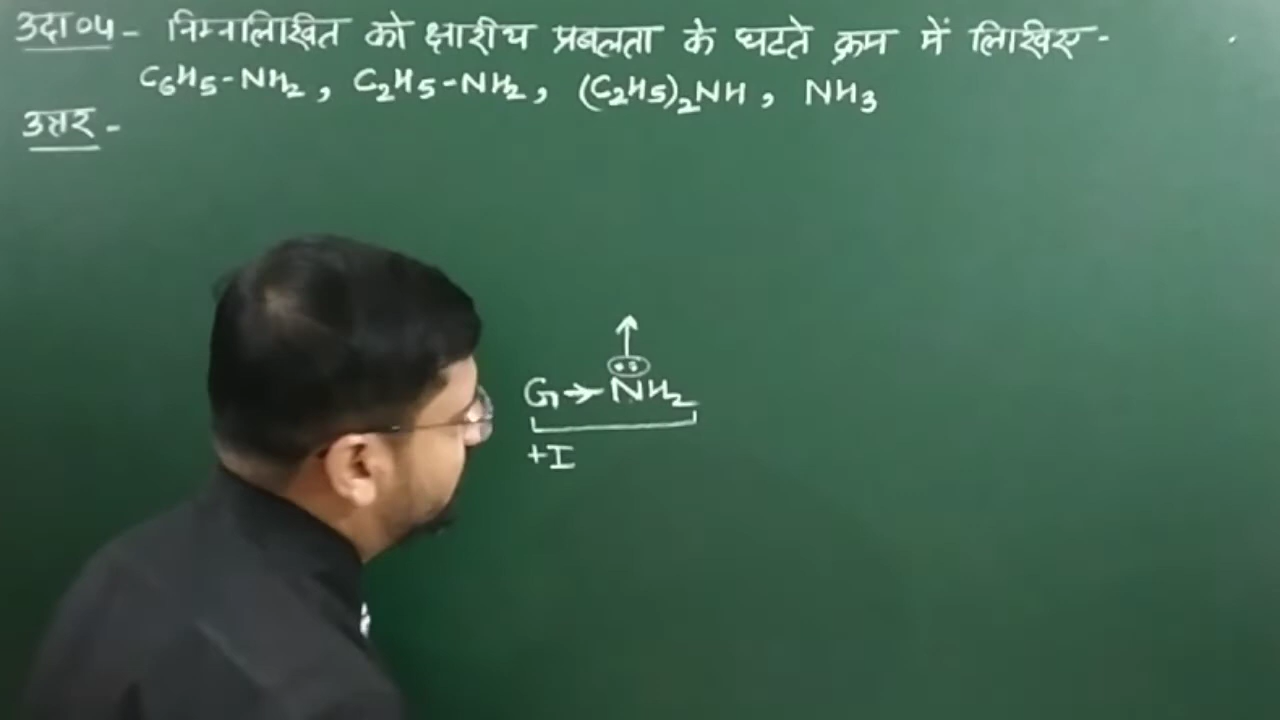 उदा०५- निम्नलिखित को क्षारीय प्रबलता के घटते क्रम में लिखिए-
C₆H₅-NH₂, C₂H₅-NH₂, (C₂H₅)₂NH, NH₃
उत्तर-
G→NH₂
+I